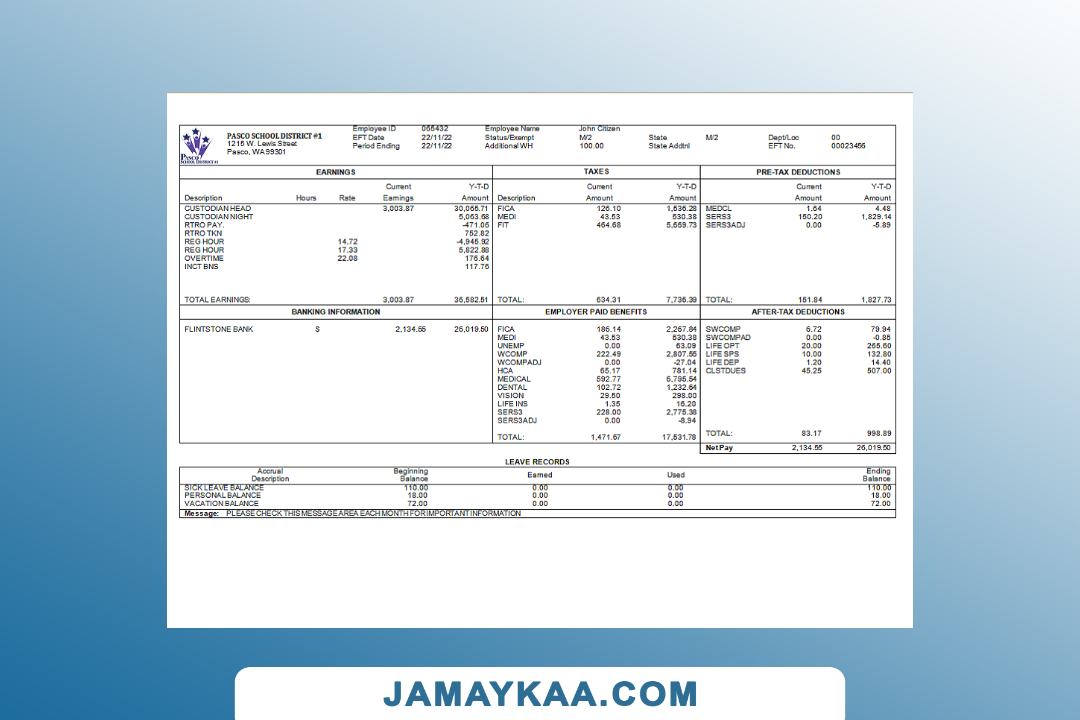 PASCO SCHOOL DISTRICT #1
1215 W. Lewis Street
Pasco, WA 99301
Employee ID 065432 Employee Name John Citizen
EFT Date 22/11/22 Status/Exempt M/2 State M/2 Dept/Loc 00
Period Ending 22/11/22 Additional WH 100.00 State Addtnl EFT No. 00023456
EARNINGS TAXES PRE-TAX DEDUCTIONS
Current Y-T-D Current Y-T-D Current Y-T-D
Description Hours Rate Earnings Amount Description Amount Amount Amount Amount
CUSTODIAN HEAD 3,003.87 30,065.71 FICA 126.10 1,536.28 MEDCL 1.64 4.48
CUSTODIAN NIGHT 5,063.68 MEDI 43.53 530.38 SERS3 150.20 1,829.14
RTRO PAY. -471.05 FIT 464.68 5,669.73 SERS3ADJ 0.00 -5.89
RTRO TKN 752.82
REG HOUR 14.72 -4,945.92
REG HOUR 17.33 5,822.88
OVERTIME 22.08 176.64
INCT BNS 117.76
TOTAL EARNINGS: 3,003.87 36,582.51 TOTAL: 634.31 7,736.39 TOTAL: 151.84 1,827.73
BANKING INFORMATION EMPLOYER PAID BENEFITS AFTER-TAX DEDUCTIONS
FLINTSTONE BANK S 2,134.55 26,019.50 FICA 186.14 2,267.84 SWCOMP 6.72 79.94
MEDI 43.53 530.38 SWCOMPAD 0.00 -0.85
UNEMP 0.00 63.09 LIFE OPT 20.00 265.60
WCOMP 222.49 2,807.55 LIFE SPS 10.00 132.80
WCOMPADJ 0.00 -27.04 LIFE DEP 1.20 14.40
HCA 65.17 781.14 CLSTDUES 45.25 507.00
MEDICAL 592.77 6,795.54
DENTAL 102.72 1,232.64
VISION 29.50 298.00
LIFE INS 1.35 16.20
SERS3 228.00 2,775.38
SERS3ADJ 0.00 -8.94
TOTAL: 1,471.67 17,531.78 TOTAL: 83.17 998.89
Net Pay 2,134.55 26,019.50
LEAVE RECORDS
Accrual Description Beginning Balance Earned Used Ending Balance
SICK LEAVE BALANCE 110.00 0.00 0.00 110.00
PERSONAL BALANCE 18.00 0.00 0.00 18.00
VACATION BALANCE 72.00 0.00 0.00 72.00
Message: PLEASE CHECK THIS MESSAGE AREA EACH MONTH FOR IMPORTANT INFORMATION
JAMAYKAA.COM